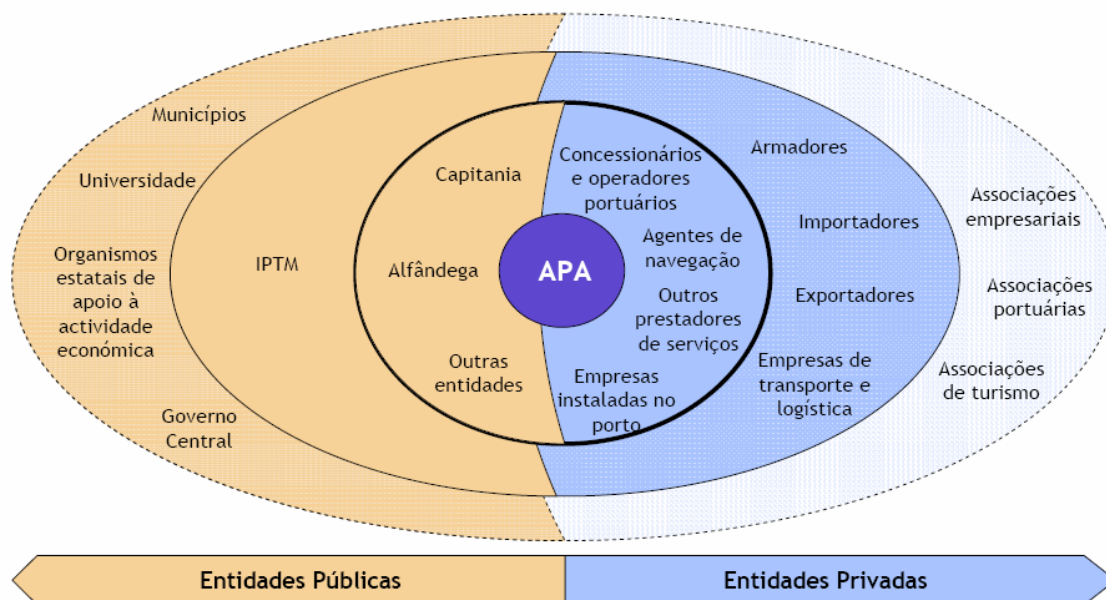 Municípios
Universidade
Organismos
estatais de
apoio à
actividade
económica
Governo
Central
IPTM
Capitania
Alfândega
Outras
entidades
APA
Concessionários
e operadores
portuários
Agentes de
navegação
Outros
prestadores
de serviços
Empresas
instaladas no
porto
Armadores
Importadores
Exportadores
Empresas de
transporte e
logística
Associações
empresariais
Associações
portuárias
Associações
de turismo
Entidades Públicas
Entidades Privadas